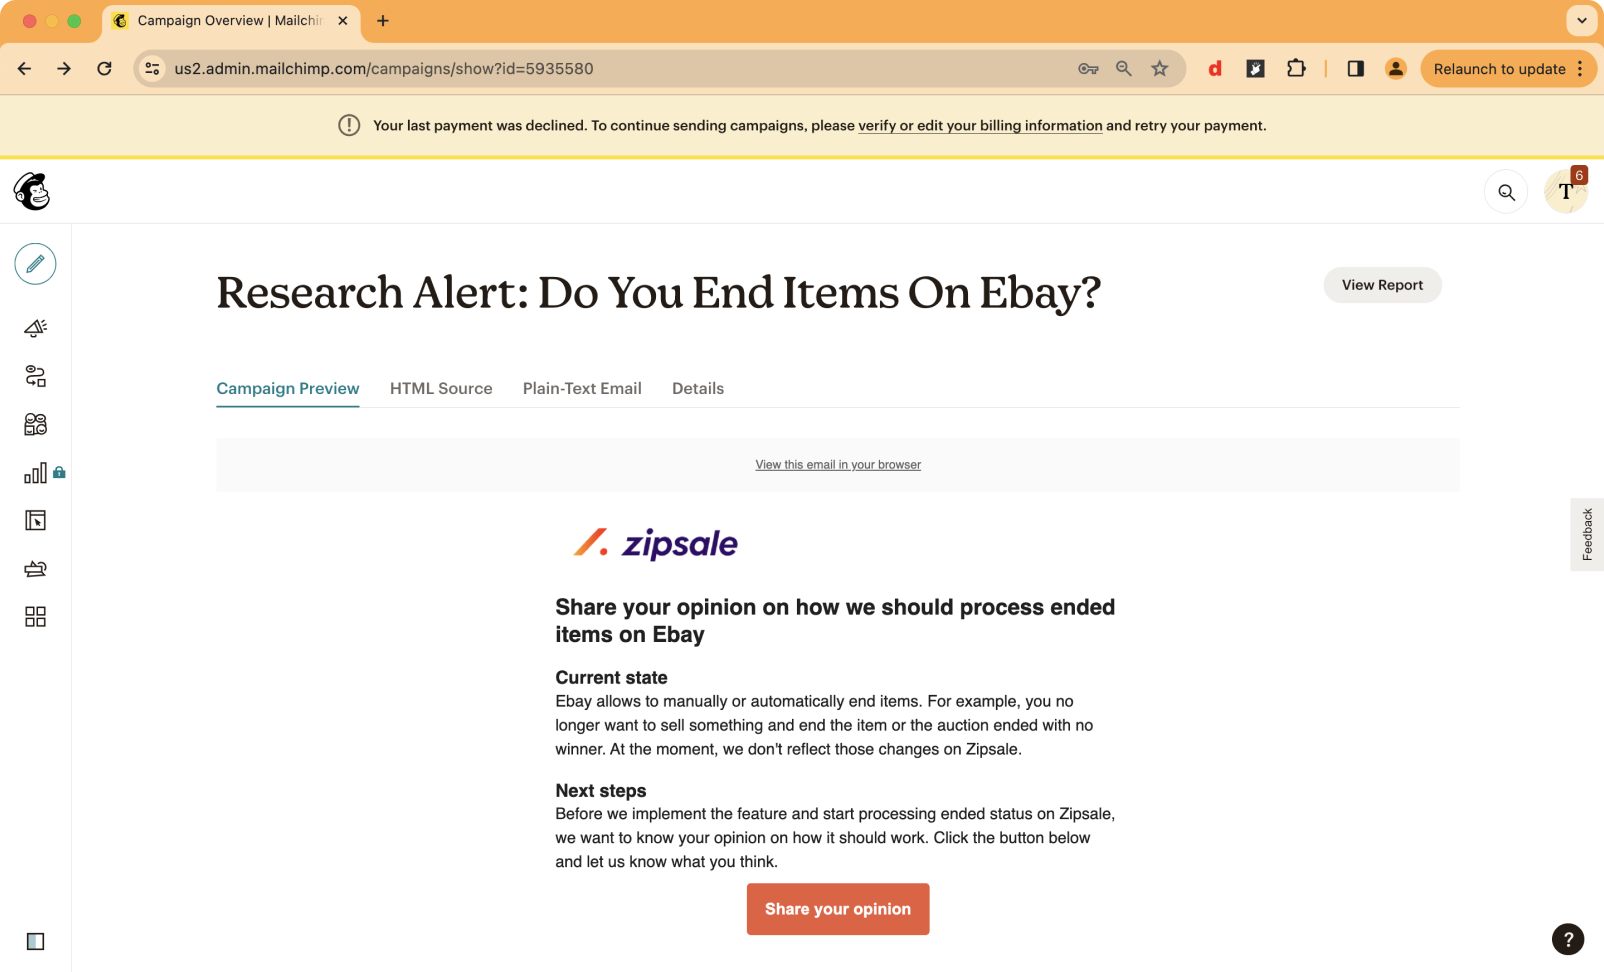 Campaign Overview | Mailchi
us2.admin.mailchimp.com/campaigns/show?id=5935580
Relaunch to update
Your last payment was declined. To continue sending campaigns, please verify or edit your billing information and retry your payment.
T
6
Research Alert: Do You End Items On Ebay?
View Report
Campaign Preview
HTML Source
Plain-Text Email
Details
View this email in your browser
zipsale
Share your opinion on how we should process ended
items on Ebay
Current state
Ebay allows to manually or automatically end items. For example, you no
longer want to sell something and end the item or the auction ended with no
winner. At the moment, we don't reflect those changes on Zipsale.
Next steps
Before we implement the feature and start processing ended status on Zipsale,
we want to know your opinion on how it should work. Click the button below
and let us know what you think.
Share your opinion
Feedback
?